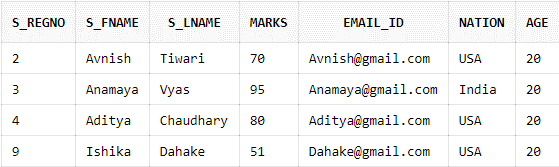 S_REGNO S_FNAME S_LNAME MARKS EMAIL_ID NATION AGE
2 Avnish Tiwari 70 Avnish@gmail.com USA 20
3 Anamaya Vyas 95 Anamaya@gmail.com India 20
4 Aditya Chaudhary 80 Aditya@gmail.com USA 20
9 Ishika Dahake 51 Dahake@gmail.com USA 20